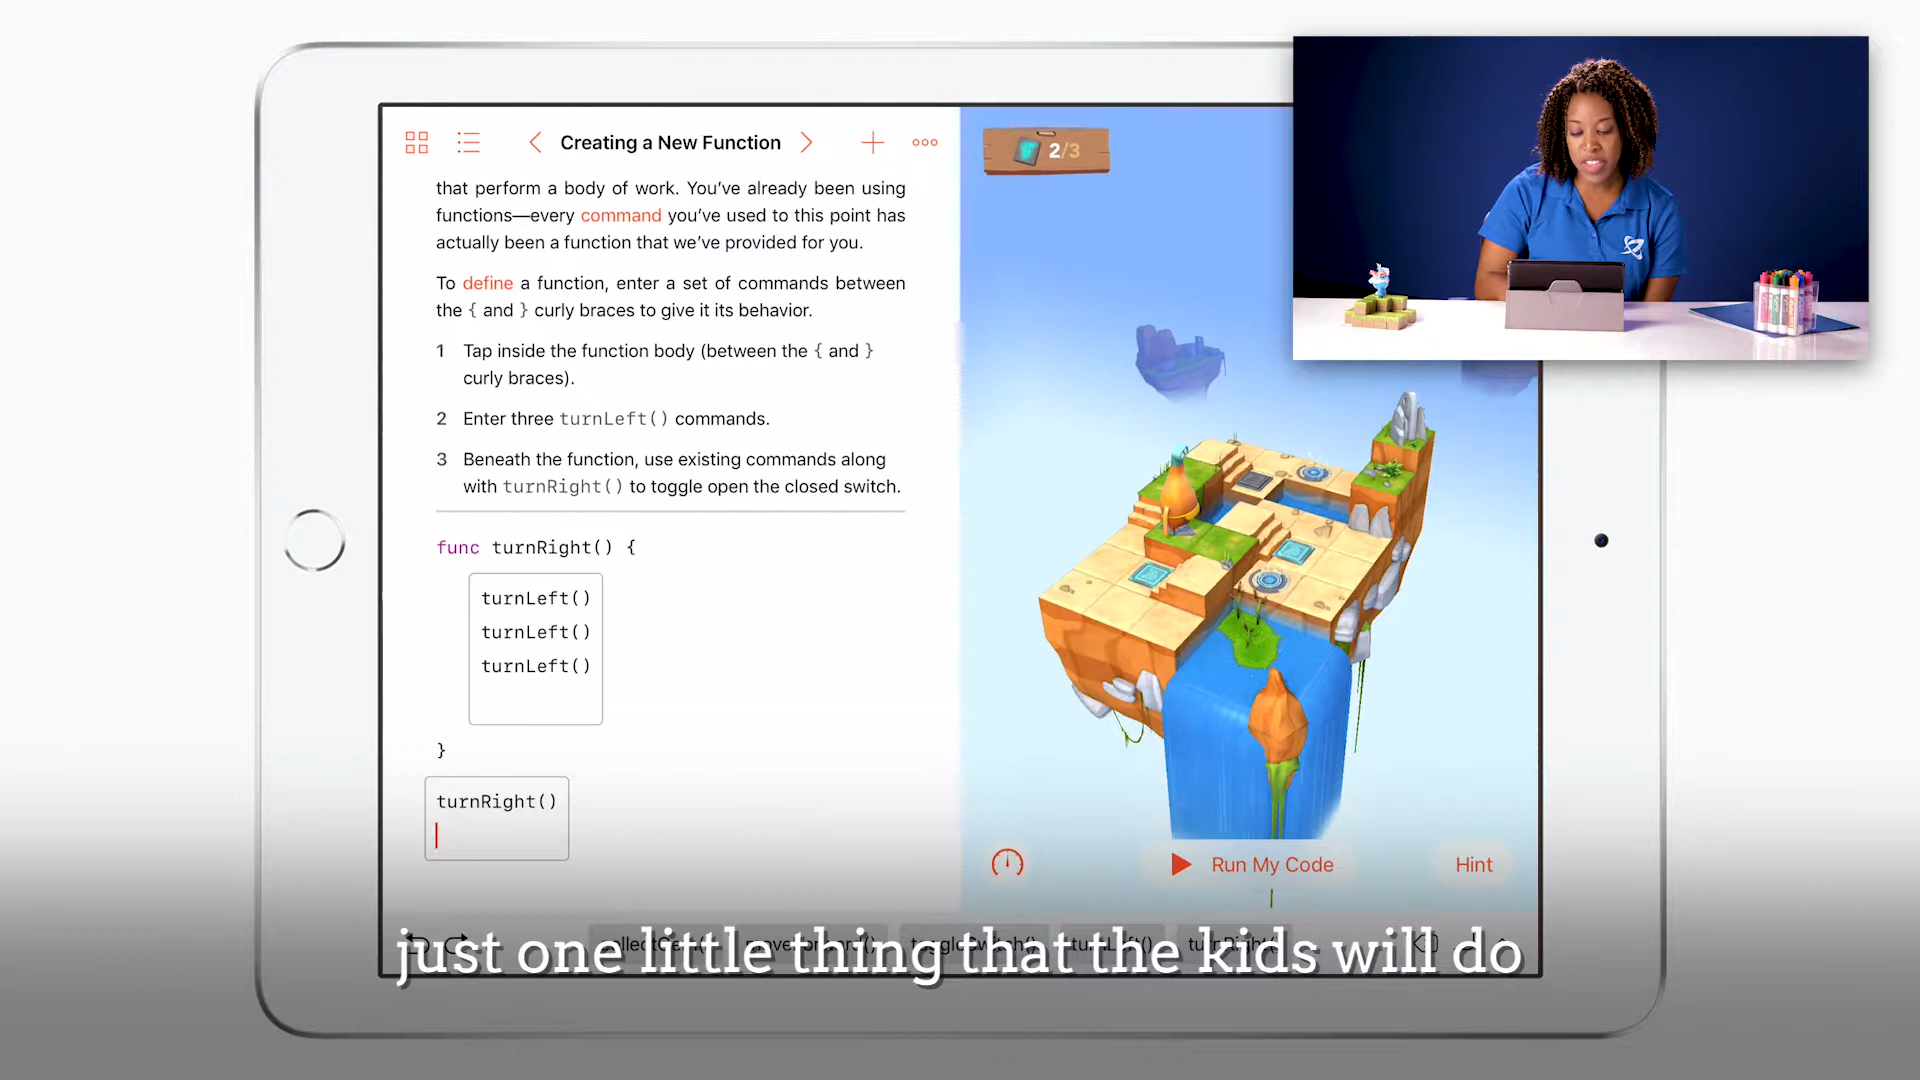 Creating a New Function
2/3
that perform a body of work. You've already been using
functions—every command you've used to this point has
actually been a function that we've provided for you.
To define a function, enter a set of commands between
the { and } curly braces to give it its behavior.
1 Tap inside the function body (between the { and }
curly braces).
2 Enter three turnLeft() commands.
3 Beneath the function, use existing commands along
with turnRight() to toggle open the closed switch.
func turnRight() {
turnLeft()
turnLeft()
turnLeft()
}
turnRight()
Run My Code
Hint
just one little thing that the kids will do